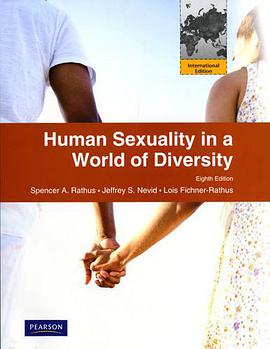 International
Edition
Human Sexuality in a
World of Diversity
Eighth Edition
Spencer A. Rathus • Jeffrey S. Nevid • Lois Fichner-Rathus
PEARSON